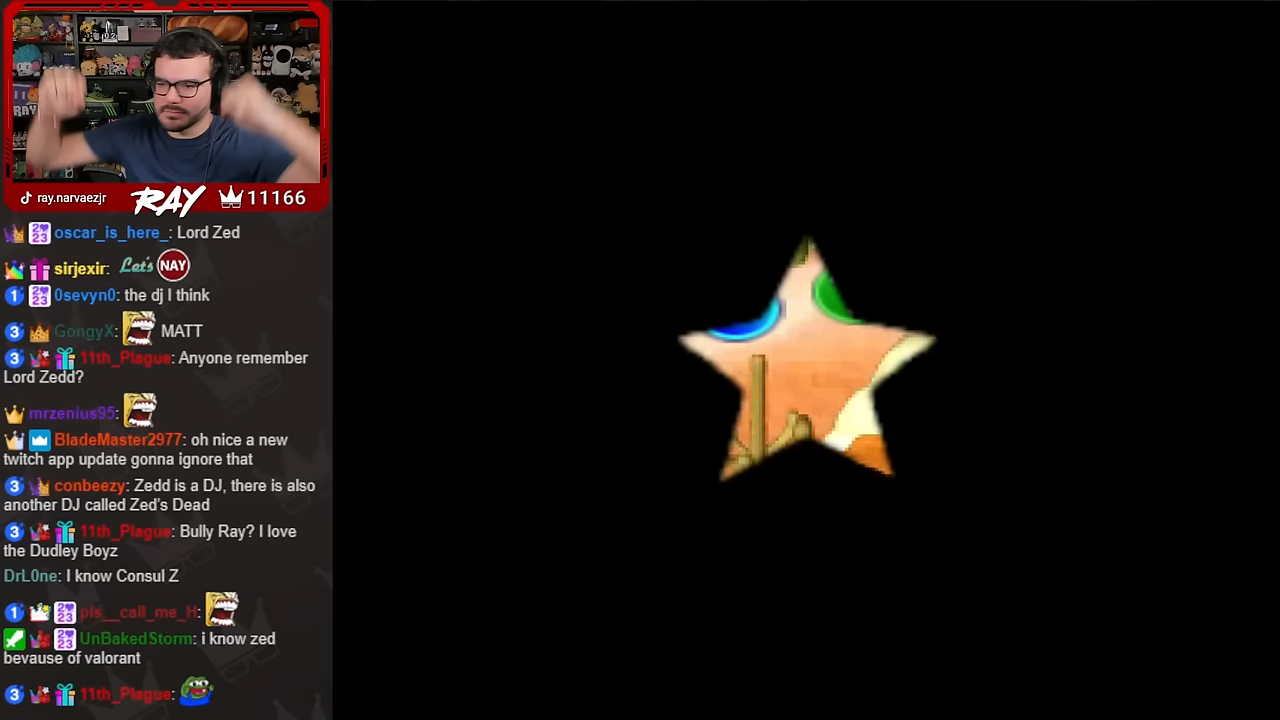 ray.narvaezjr RAY 11166
oscar_is_here_: Lord Zed
sirjexir: Let's NAY
0sevyn0: the dj I think
GongyX: MATT
11th_Plague: Anyone remember
Lord Zedd?
mrzenius95:
BladeMaster2977: oh nice a new
twitch app update gonna ignore that
conbeezy: Zedd is a DJ, there is also
another DJ called Zed's Dead
11th_Plague: Bully Ray? I love
the Dudley Boyz
DrL0ne: I know Consul Z
pls__call_me_H:
UnBakedStorm: i know zed
bevause of valorant
11th_Plague: